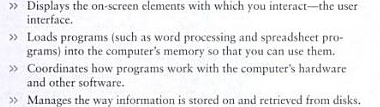 » Displays the on-screen elements with which you interact—the user
interface.
» Loads programs (such as word processing and spreadsheet pro-
grams) into the computer's memory so that you can use them.
» Coordinates how programs work with the computer's hardware
and other software.
» Manages the way information is stored on and retrieved from disks.